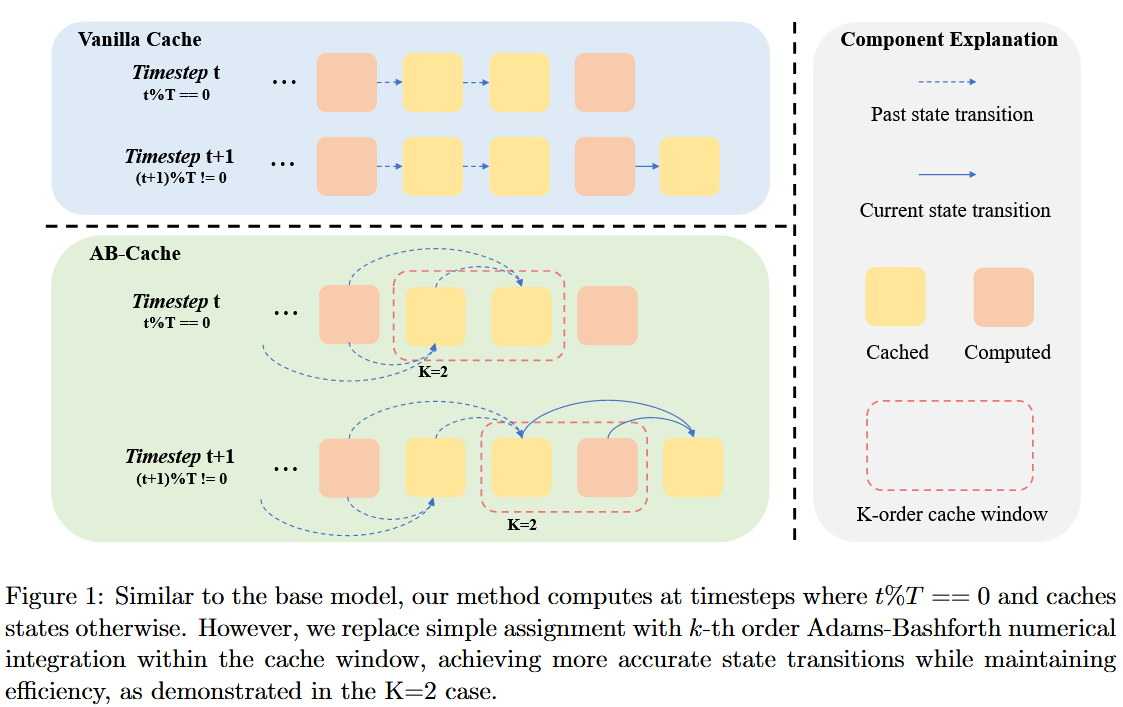 Vanilla Cache
Timestep t
t%T == 0
...
Timestep t+1
(t+1)%T != 0
...
AB-Cache
Timestep t
t%T == 0
...
K=2
Timestep t+1
(t+1)%T != 0
...
K=2
Component Explanation
Past state transition
Current state transition
Cached Computed
K-order cache window
Figure 1: Similar to the base model, our method computes at timesteps where t%T == 0 and caches
states otherwise. However, we replace simple assignment with k-th order Adams-Bashforth numerical
integration within the cache window, achieving more accurate state transitions while maintaining
efficiency, as demonstrated in the K=2 case.